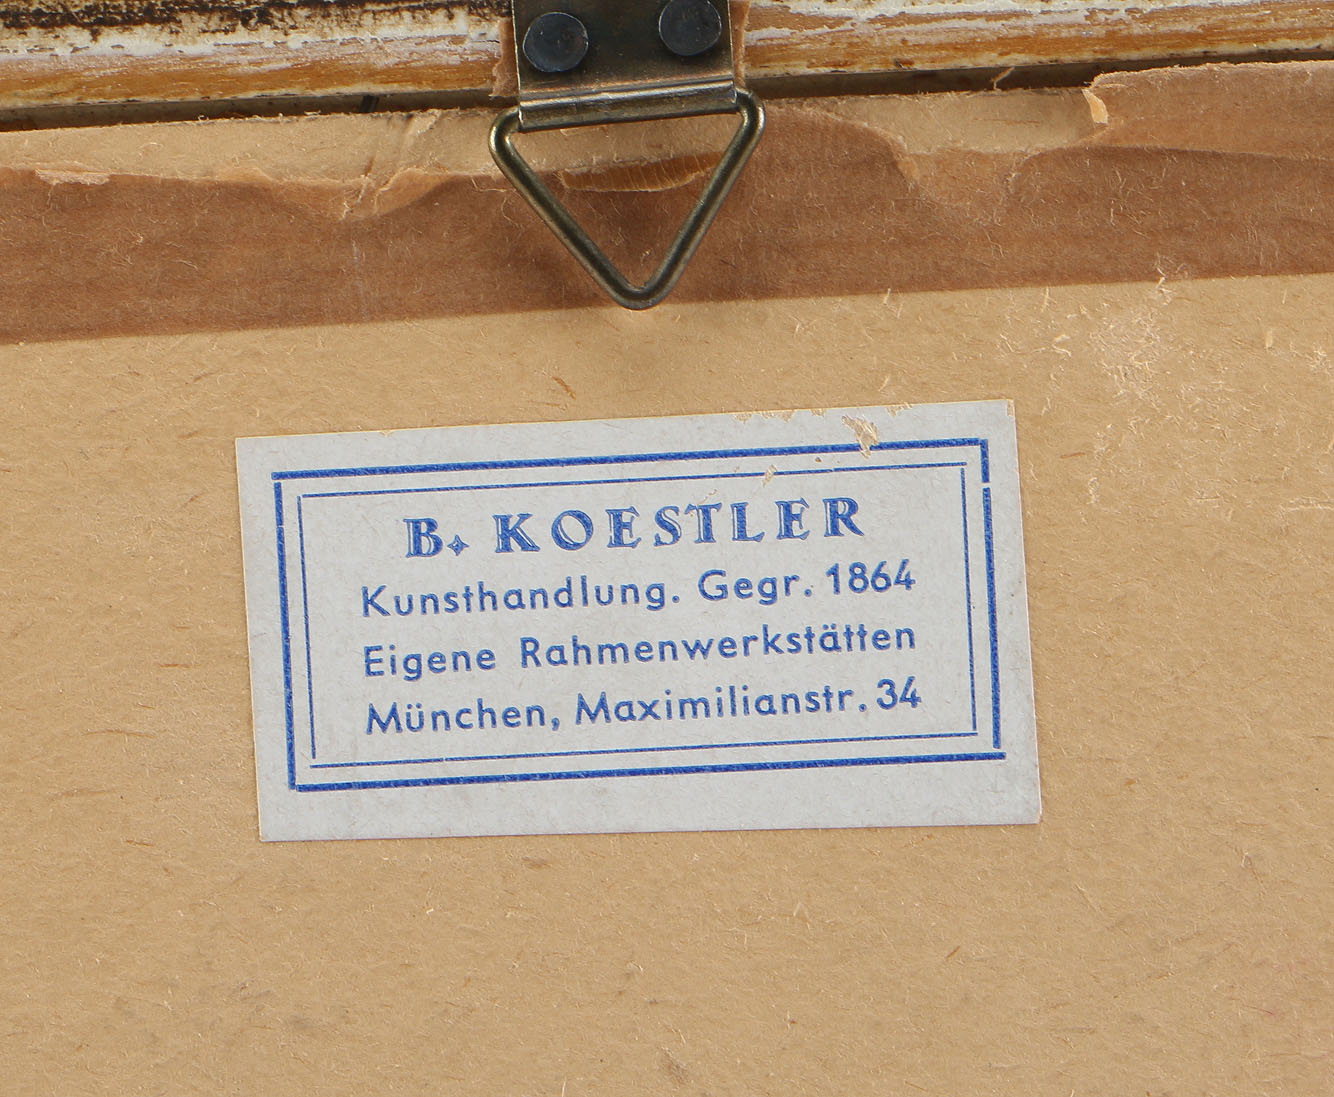 B. KOESTLER
Kunsthandlung. Gegr. 1864
Eigene Rahmenwerkstätten
München, Maximilianstr. 34